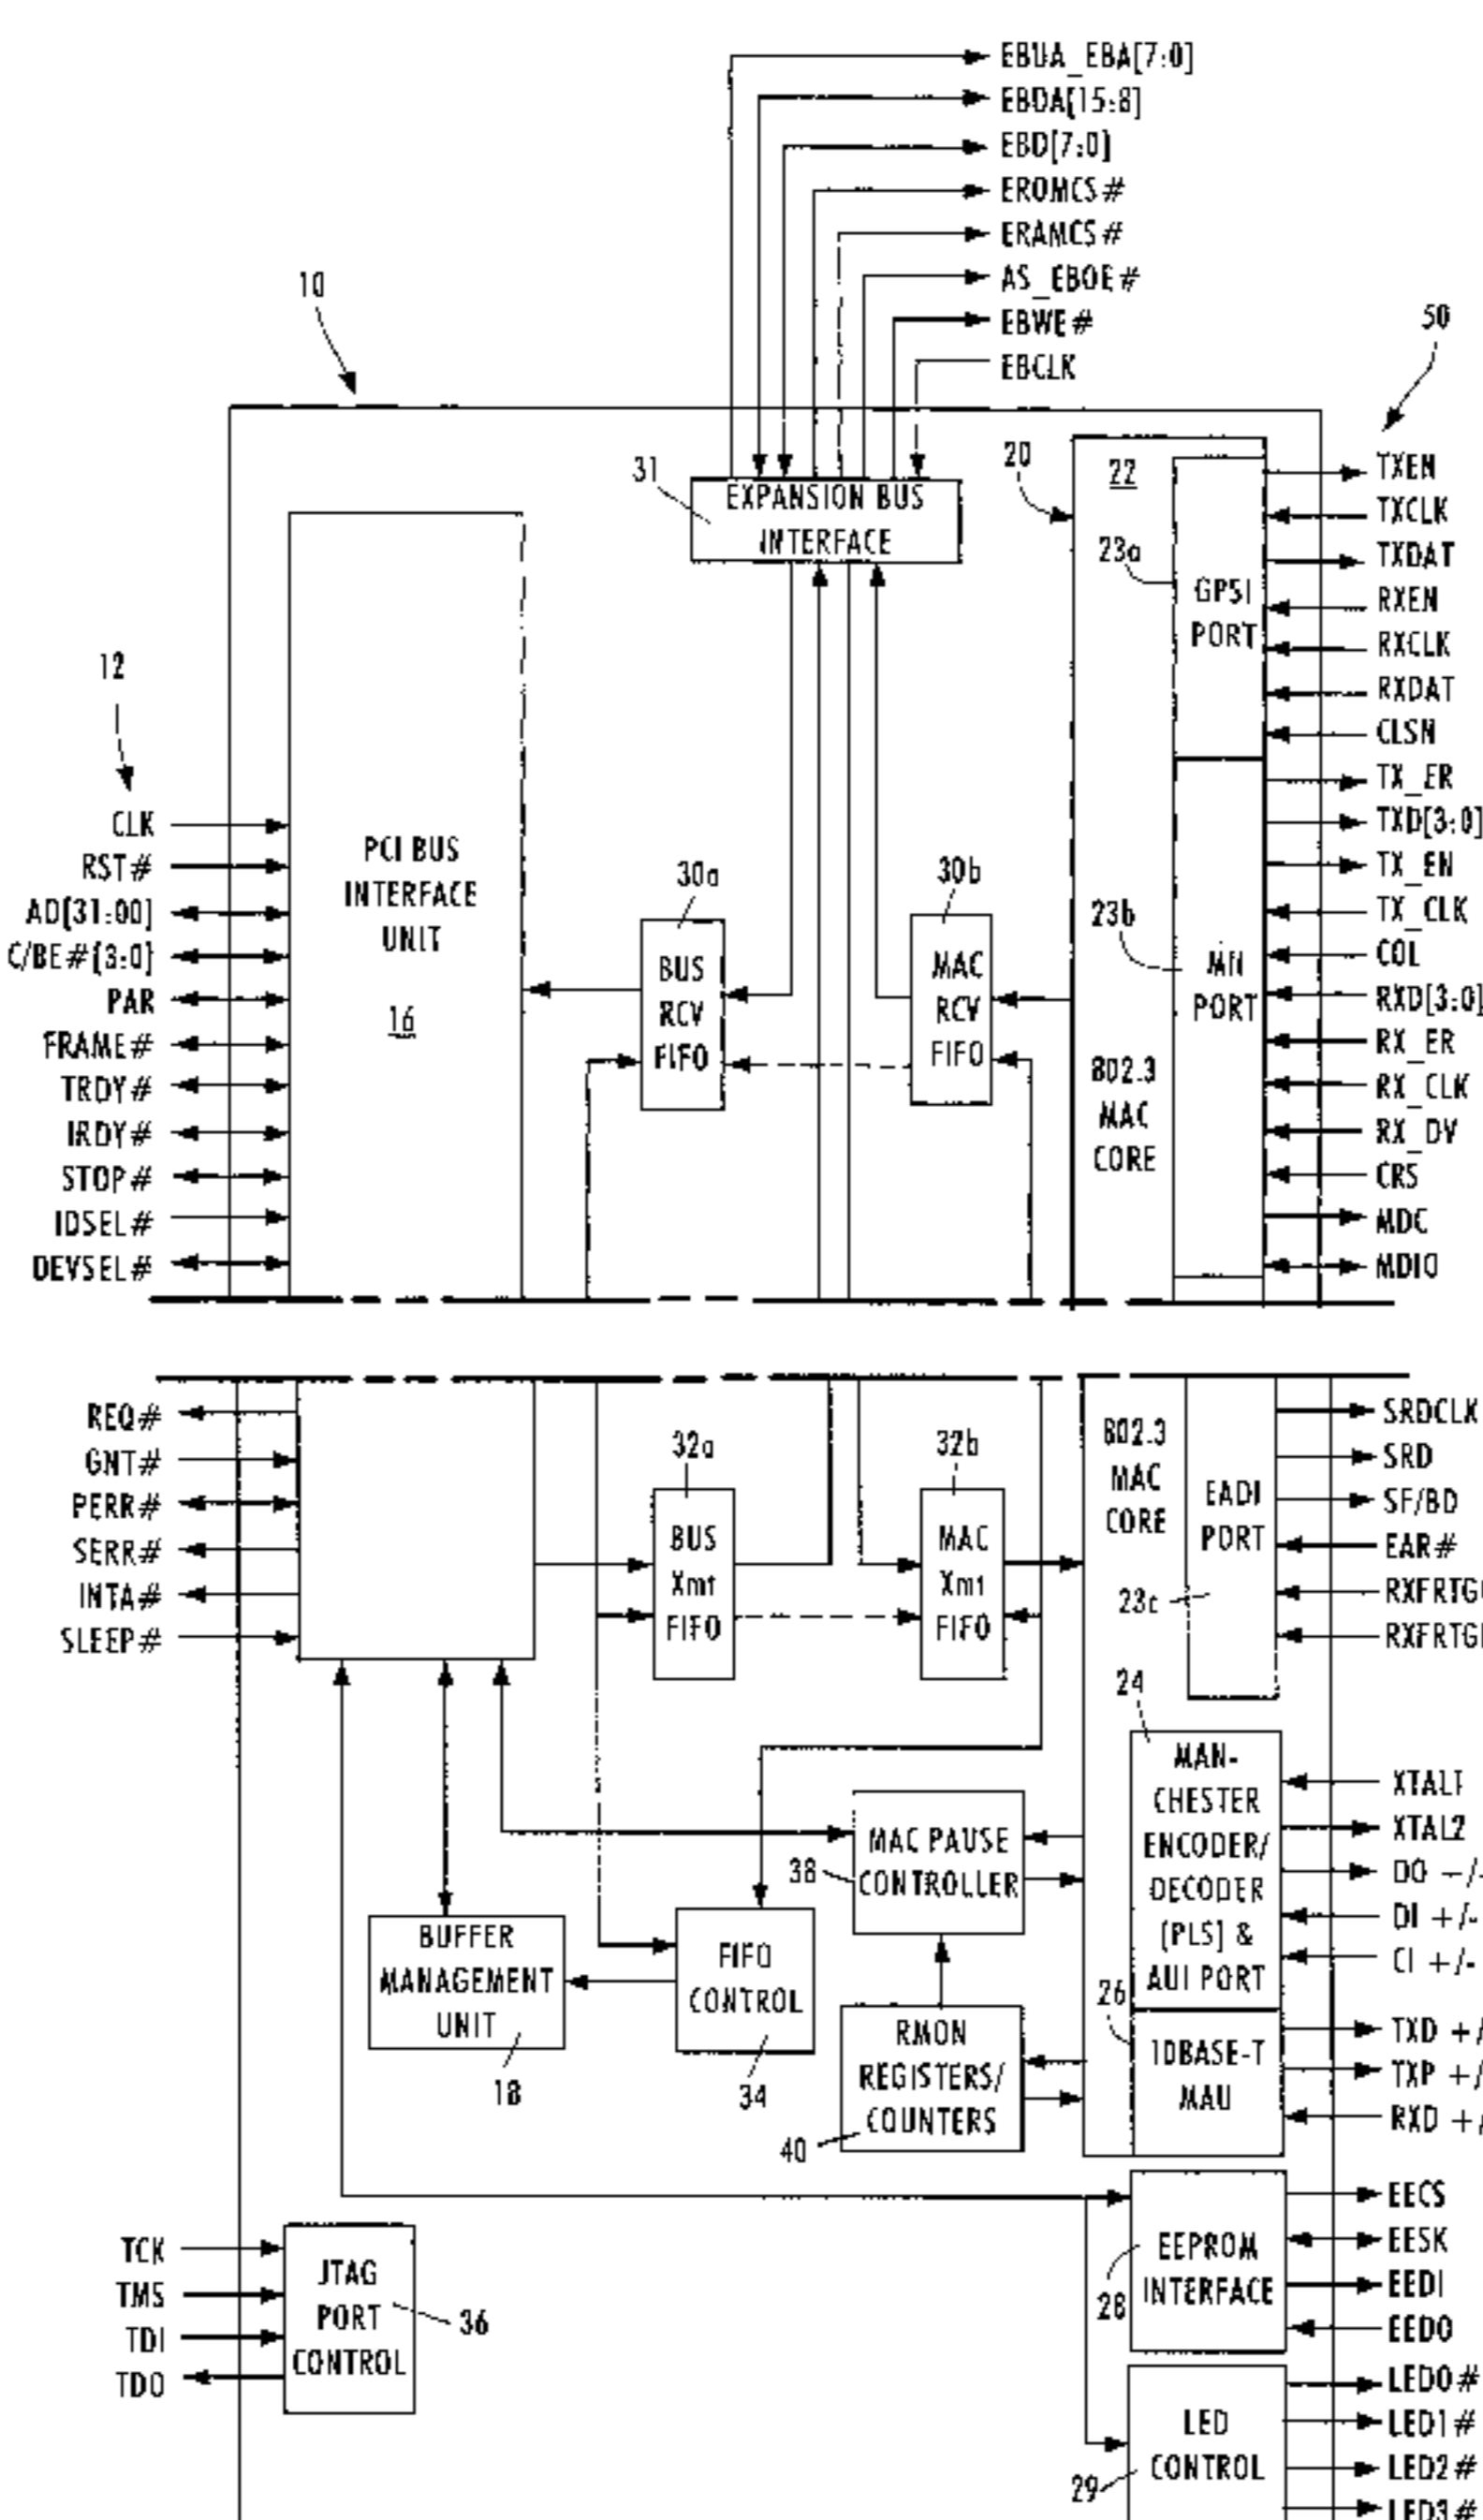 EBUA_EBA[7:0]
EBDA[15:8]
EBD[7:0]
EROMCS#
ERAMCS#
AS_EBOE#
EBWE#
EBCLK
10
50
31
EXPANSION BUS
INTERFACE
20
22
23a
GPSI
PORT
TXEN
TXCLK
TXDAT
RXEN
RXCLK
RXDAT
CLSN
12
CLK
RST#
AD[31:00]
C/BE#[3:0]
PAR
FRAME#
TRDY#
IRDY#
STOP#
IDSEL#
DEVSEL#
PCI BUS
INTERFACE
UNIT
16
30a
BUS
RCV
FIFO
30b
MAC
RCV
FIFO
23b
PORT
802.3
MAC
CORE
TX_ER
TXD[3:0]
TX_EN
TX_CLK
COL
RXD[3:0]
RX_ER
RX_CLK
RX_DV
CRS
MDC
MDIO
REQ#
GNT#
PERR#
SERR#
INTA#
SLEEP#
32a
BUS
Xmt
FIFO
32b
MAC
Xmt
FIFO
802.3
MAC
CORE
EADI
PORT
23c
SRDCLK
SRD
SF/BD
EAR#
24
MAN-
CHESTER
ENCODER/
DECODER
(PLS) &
AUI PORT
XTAL2
DI +/-
CI +/-
MAC PAUSE
CONTROLLER
38
BUFFER
MANAGEMENT
UNIT
18
FIFO
CONTROL
34
RMON
REGISTERS/
COUNTERS
40
26
10BASE-T
MAU
TXD +/
TXP +/
RXD +/
TCK
TMS
TDI
TDO
JTAG
PORT
CONTROL
36
EEPROM
INTERFACE
28
EECS
EESK
EEDI
EEDO
LED
CONTROL
29
LED0#
LED1#
LED2#
LED3#